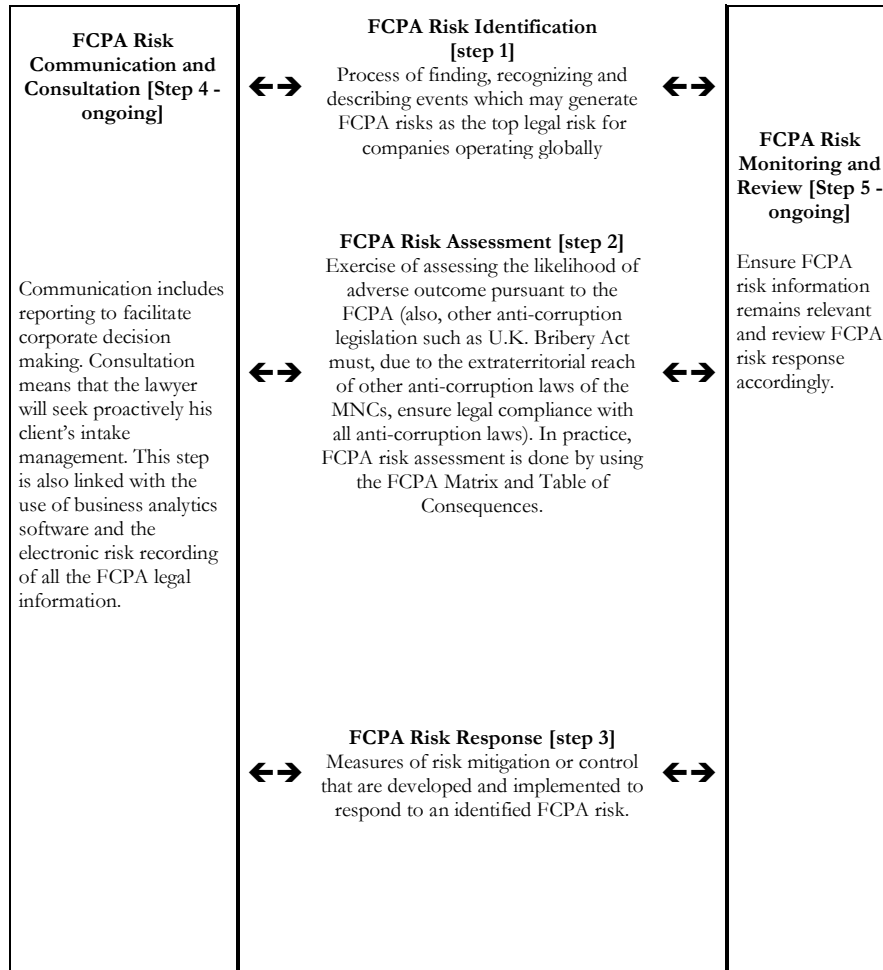 FCPA Risk
Communication and
Consultation [Step 4 -
ongoing]
Communication includes
reporting to facilitate
corporate decision
making. Consultation
means that the lawyer
will seek proactively his
client's intake
management. This step
is also linked with the
use of business analytics
software and the
electronic risk recording
of all the FCPA legal
information.
FCPA Risk Identification
[step 1]
Process of finding, recognizing and
describing events which may generate
FCPA risks as the top legal risk for
companies operating globally
FCPA Risk Assessment [step 2]
Exercise of assessing the likelihood of
adverse outcome pursuant to the
FCPA (also, other anti-corruption
legislation such as U.K. Bribery Act
must, due to the extraterritorial reach
of other anti-corruption laws of the
MNCs, ensure legal compliance with
all anti-corruption laws). In practice,
FCPA risk assessment is done by using
the FCPA Matrix and Table of
Consequences.
FCPA Risk Response [step 3]
Measures of risk mitigation or control
that are developed and implemented to
respond to an identified FCPA risk.
FCPA Risk
Monitoring and
Review [Step 5 -
ongoing]
Ensure FCPA
risk information
remains relevant
and review FCPA
risk response
accordingly.